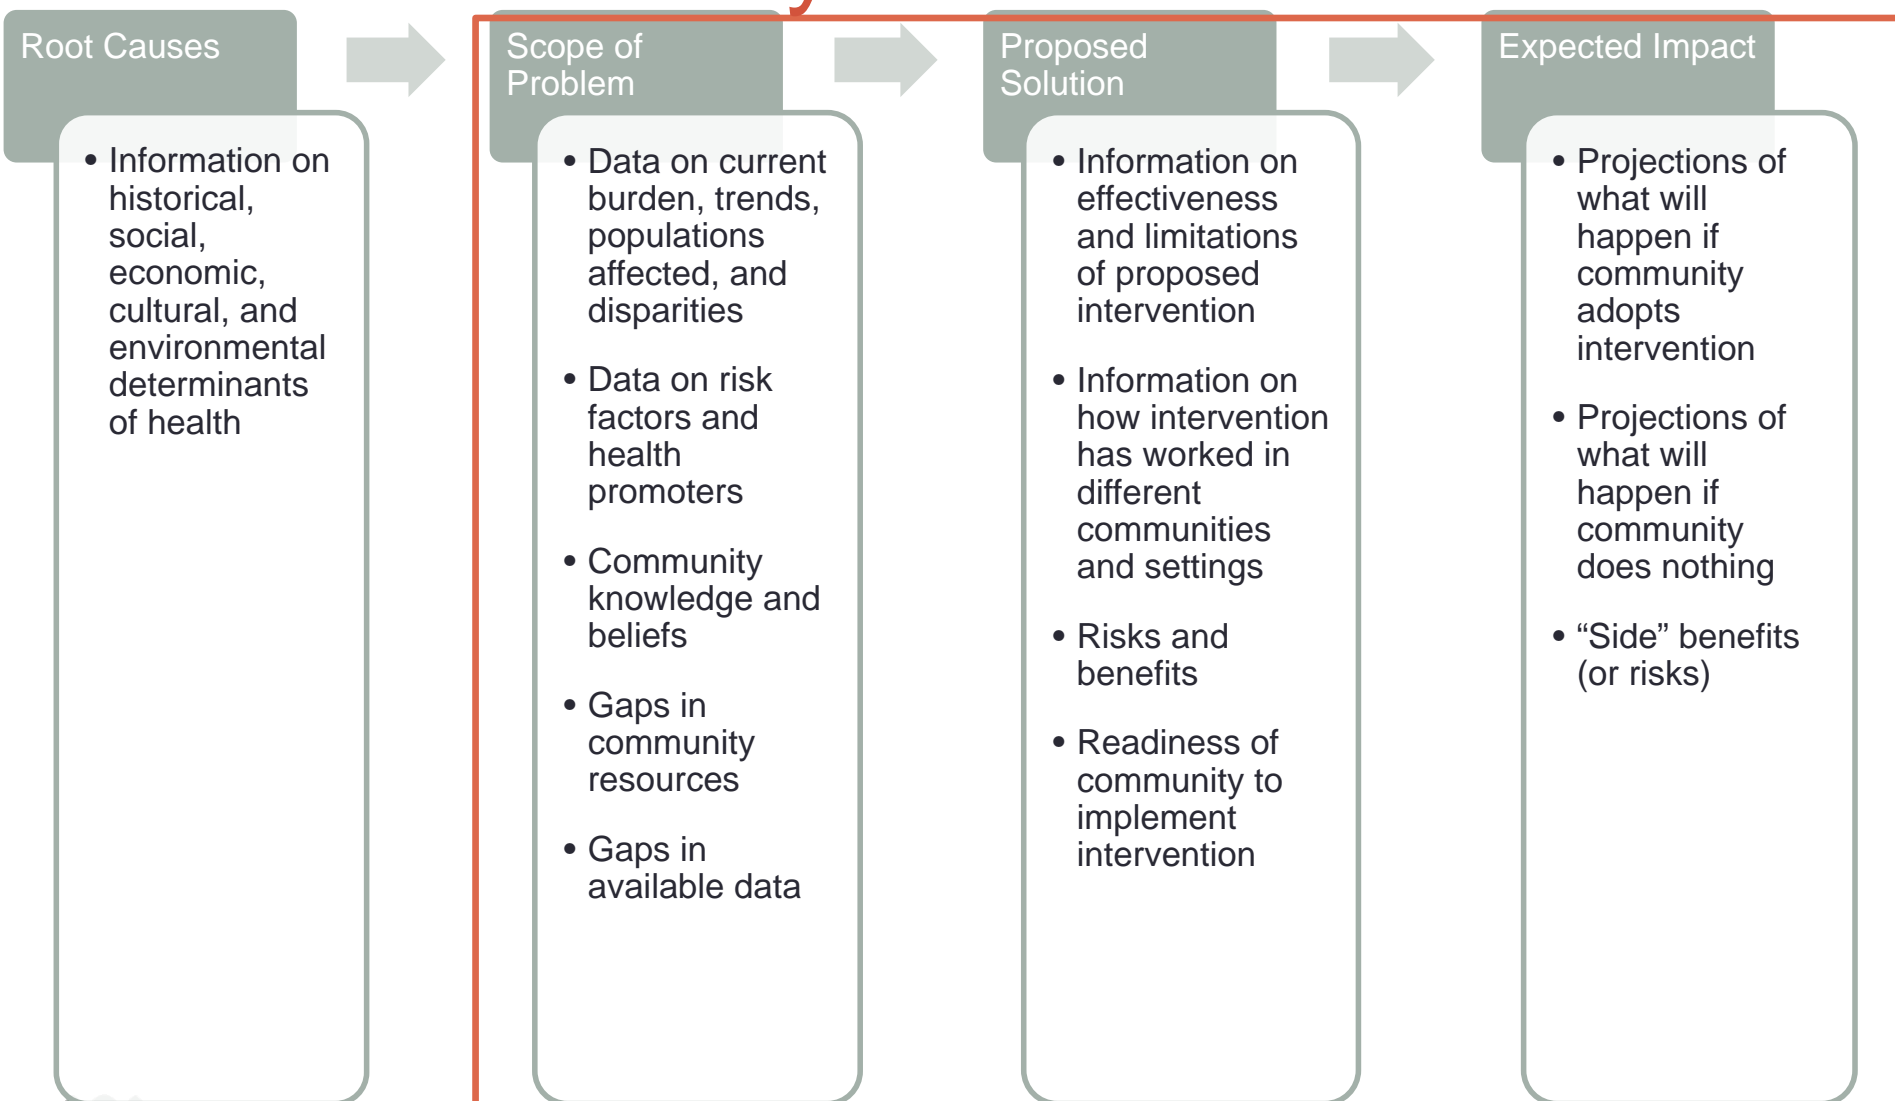 Root Causes
• Information on
historical,
social,
economic,
cultural, and
environmental
determinants
of health
Scope of
Problem
• Data on current
burden, trends,
populations
affected, and
disparities
• Data on risk
factors and
health
promoters
• Community
knowledge and
beliefs
• Gaps in
community
resources
• Gaps in
available data
Proposed
Solution
• Information on
effectiveness
and limitations
of proposed
intervention
• Information on
how intervention
has worked in
different
communities
and settings
• Risks and
benefits
• Readiness of
community to
implement
intervention
Expected Impact
• Projections of
what will
happen if
community
adopts
intervention
• Projections of
what will
happen if
community
does nothing
• “Side” benefits
(or risks)